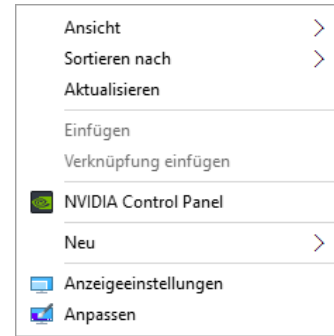 Ansicht
Sortieren nach
Aktualisieren
Einfügen
Verknüpfung einfügen
NVIDIA Control Panel
Neu
Anzeigeeinstellungen
Anpassen